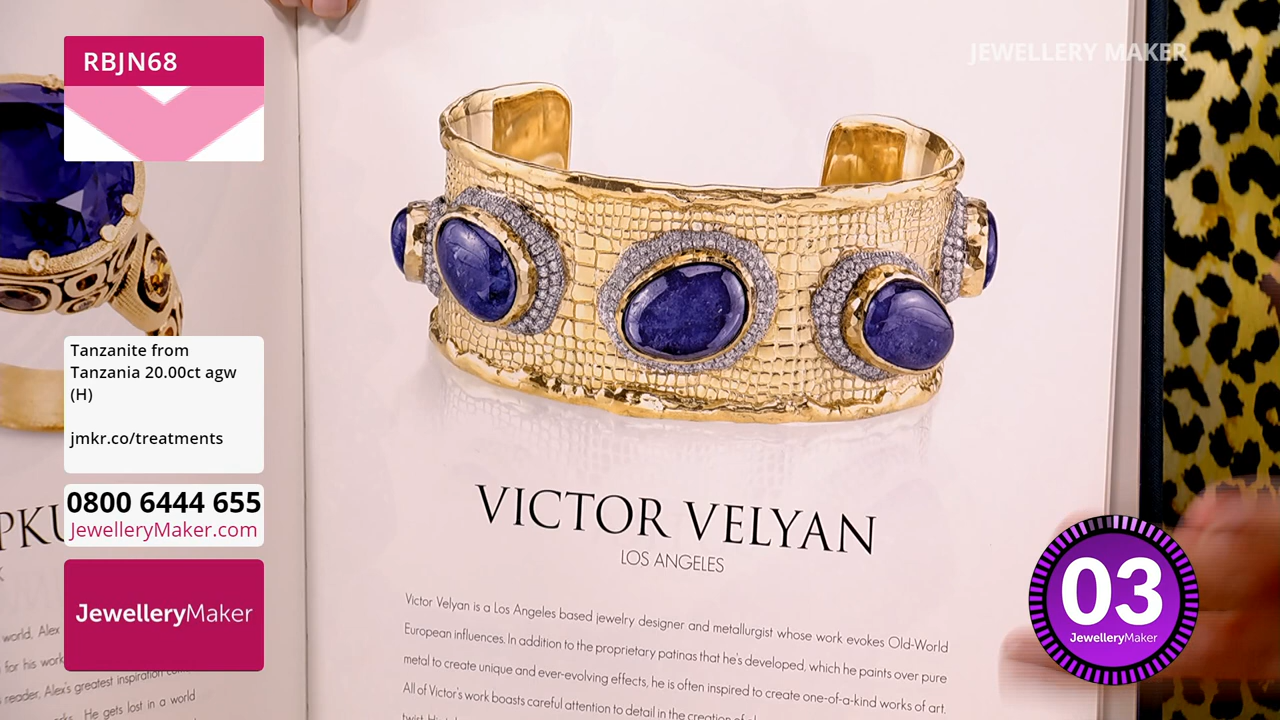 RBJN68
JEWELLERY MAKER
Tanzanite from
Tanzania 20.00ct agw
(H)
jmkr.co/treatments
0800 6444 655
JewelleryMaker.com
JewelleryMaker
VICTOR VELYAN
LOS ANGELES
Victor Velyan is a Los Angeles based jewelry designer and metallurgist whose work evokes Old-World
European influences. In addition to the proprietary patinas that he's developed, which he paints over pure
metal to create unique and ever-evolving effects, he is often inspired to create one-of-a-kind works of art.
All of Victor's work boasts careful attention to detail in the creation of
world, Alex
for his work
reader. Alex's greatest inspiration
He gets lost in a world
03
JewelleryMaker